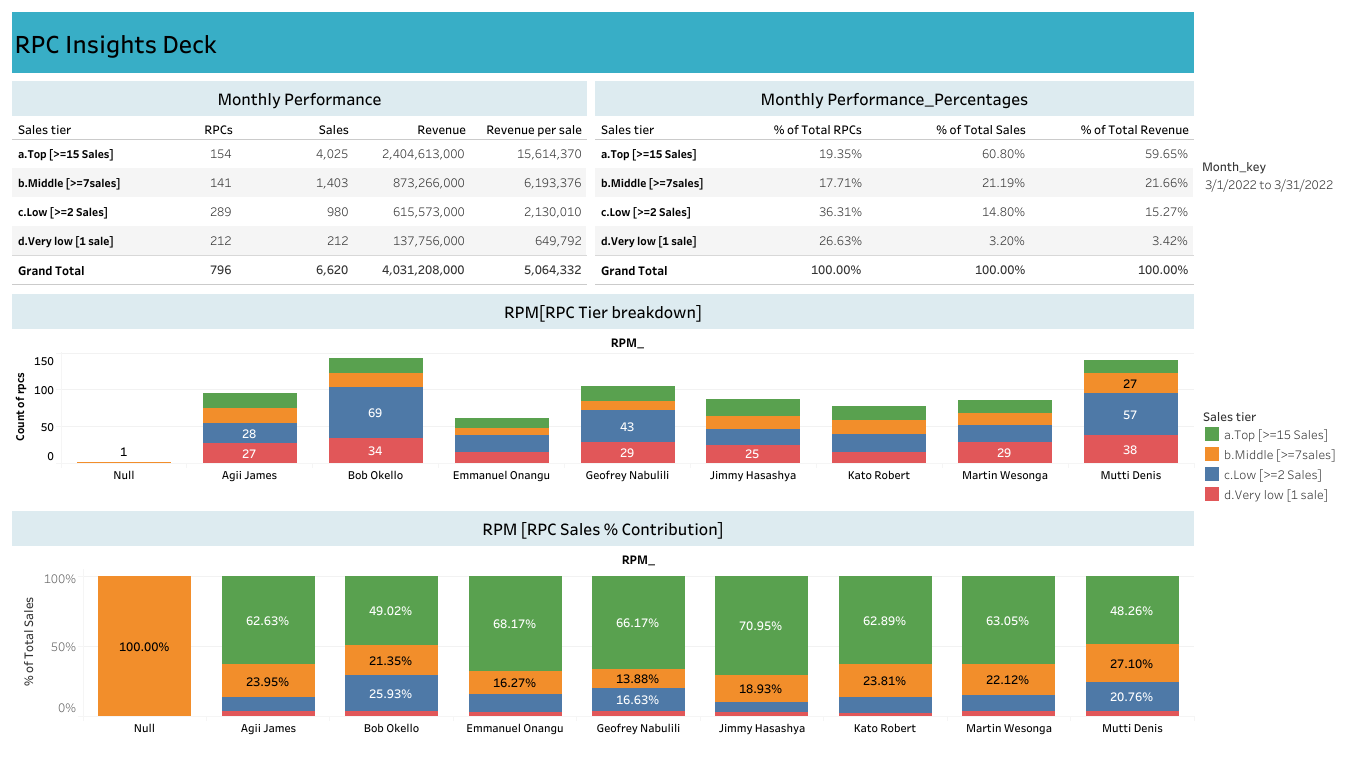 RPC Insights Deck
Monthly Performance
Sales tier RPCs Sales Revenue Revenue per sale
a.Top [>=15 Sales] 154 4,025 2,404,613,000 15,614,370
b.Middle [>=7sales] 141 1,403 873,266,000 6,193,376
c.Low [>=2 Sales] 289 980 615,573,000 2,130,010
d.Very low [1 sale] 212 212 137,756,000 649,792
Grand Total 796 6,620 4,031,208,000 5,064,332
Monthly Performance_Percentages
Sales tier % of Total RPCs % of Total Sales % of Total Revenue
a.Top [>=15 Sales] 19.35% 60.80% 59.65%
b.Middle [>=7sales] 17.71% 21.19% 21.66%
c.Low [>=2 Sales] 36.31% 14.80% 15.27%
d.Very low [1 sale] 26.63% 3.20% 3.42%
Grand Total 100.00% 100.00% 100.00%
Month_key
3/1/2022 to 3/31/2022
RPM[RPC Tier breakdown]
RPM_
Count of rpcs
150
100
50
0
27
69 57
1 28 43
27 34 29 25 29 38
Null Agii James Bob Okello Emmanuel Onangu Geofrey Nabulili Jimmy Hasashya Kato Robert Martin Wesonga Mutti Denis
Sales tier
a.Top [>=15 Sales]
b.Middle [>=7sales]
c.Low [>=2 Sales]
d.Very low [1 sale]
RPM [RPC Sales % Contribution]
RPM_
% of Total Sales
100%
50%
0%
62.63% 49.02% 68.17% 66.17% 70.95% 62.89% 63.05% 48.26%
100.00% 23.95% 21.35% 16.27% 13.88% 18.93% 23.81% 22.12% 27.10%
25.93% 16.63% 20.76%
Null Agii James Bob Okello Emmanuel Onangu Geofrey Nabulili Jimmy Hasashya Kato Robert Martin Wesonga Mutti Denis